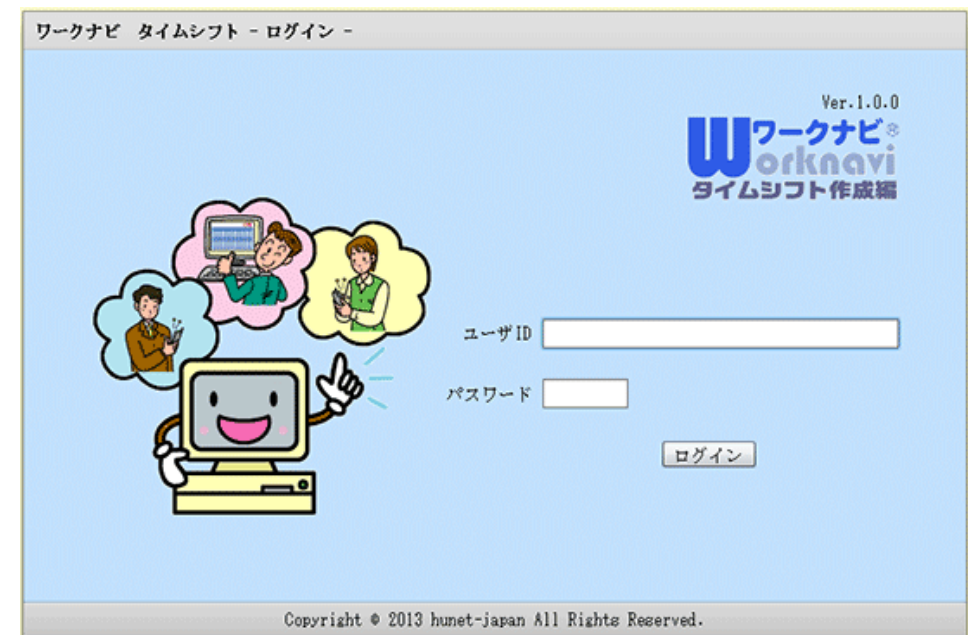 ワークナビ　タイムシフト - ログイン -
Ver.1.0.0
ワークナビ®
Worknavi
タイムシフト作成編
ユーザID
パスワード
ログイン
Copyright © 2013 hunet-japan All Rights Reserved.